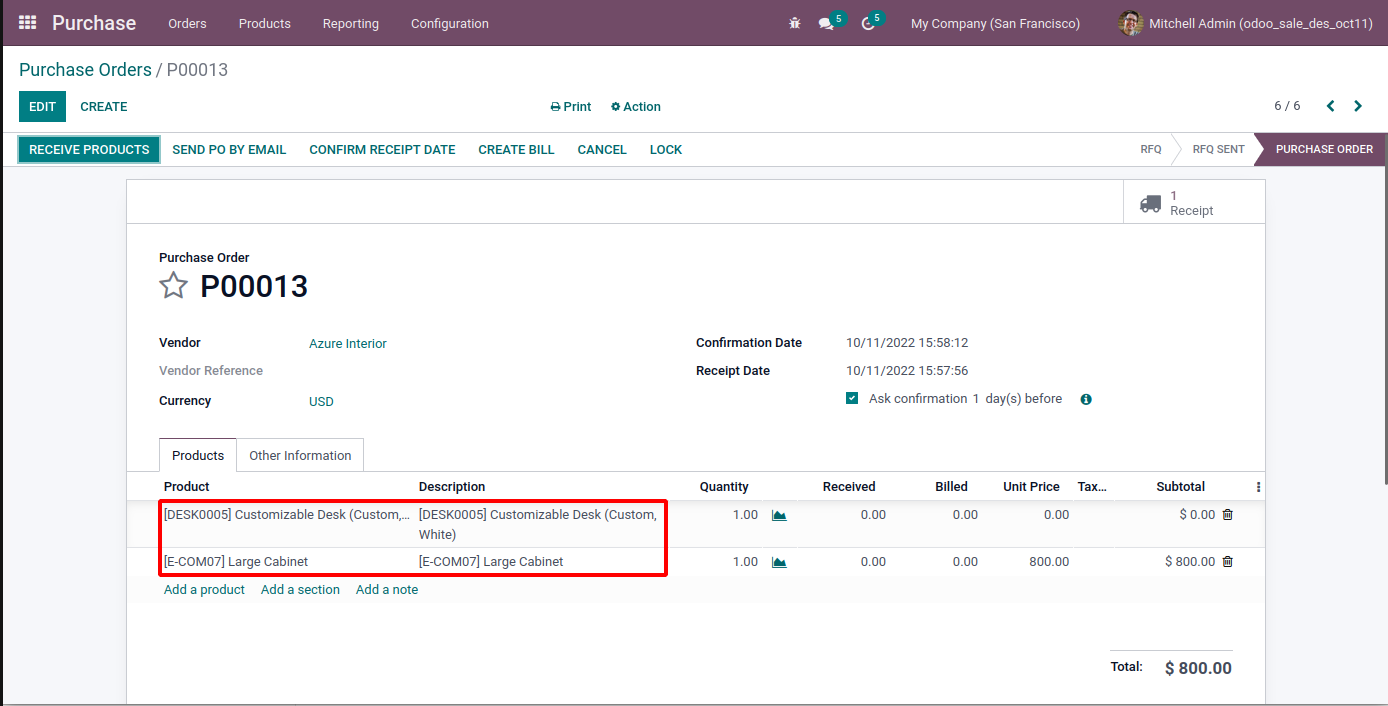 Purchase Orders Products Reporting Configuration 5 5 My Company (San Francisco) Mitchell Admin (odoo_sale_des_oct11)
Purchase Orders / P00013
EDIT CREATE Print Action 6 / 6
RECEIVE PRODUCTS SEND PO BY EMAIL CONFIRM RECEIPT DATE CREATE BILL CANCEL LOCK RFQ RFQ SENT PURCHASE ORDER
1
Receipt
Purchase Order
P00013
Vendor Azure Interior Confirmation Date 10/11/2022 15:58:12
Vendor Reference Receipt Date 10/11/2022 15:57:56
Currency USD Ask confirmation 1 day(s) before
Products Other Information
Product Description Quantity Received Billed Unit Price Tax... Subtotal
[DESK0005] Customizable Desk (Custom,... [DESK0005] Customizable Desk (Custom, 1.00 0.00 0.00 0.00 $ 0.00
White)
[E-COM07] Large Cabinet [E-COM07] Large Cabinet 1.00 0.00 0.00 800.00 $ 800.00
Add a product Add a section Add a note
Total: $ 800.00